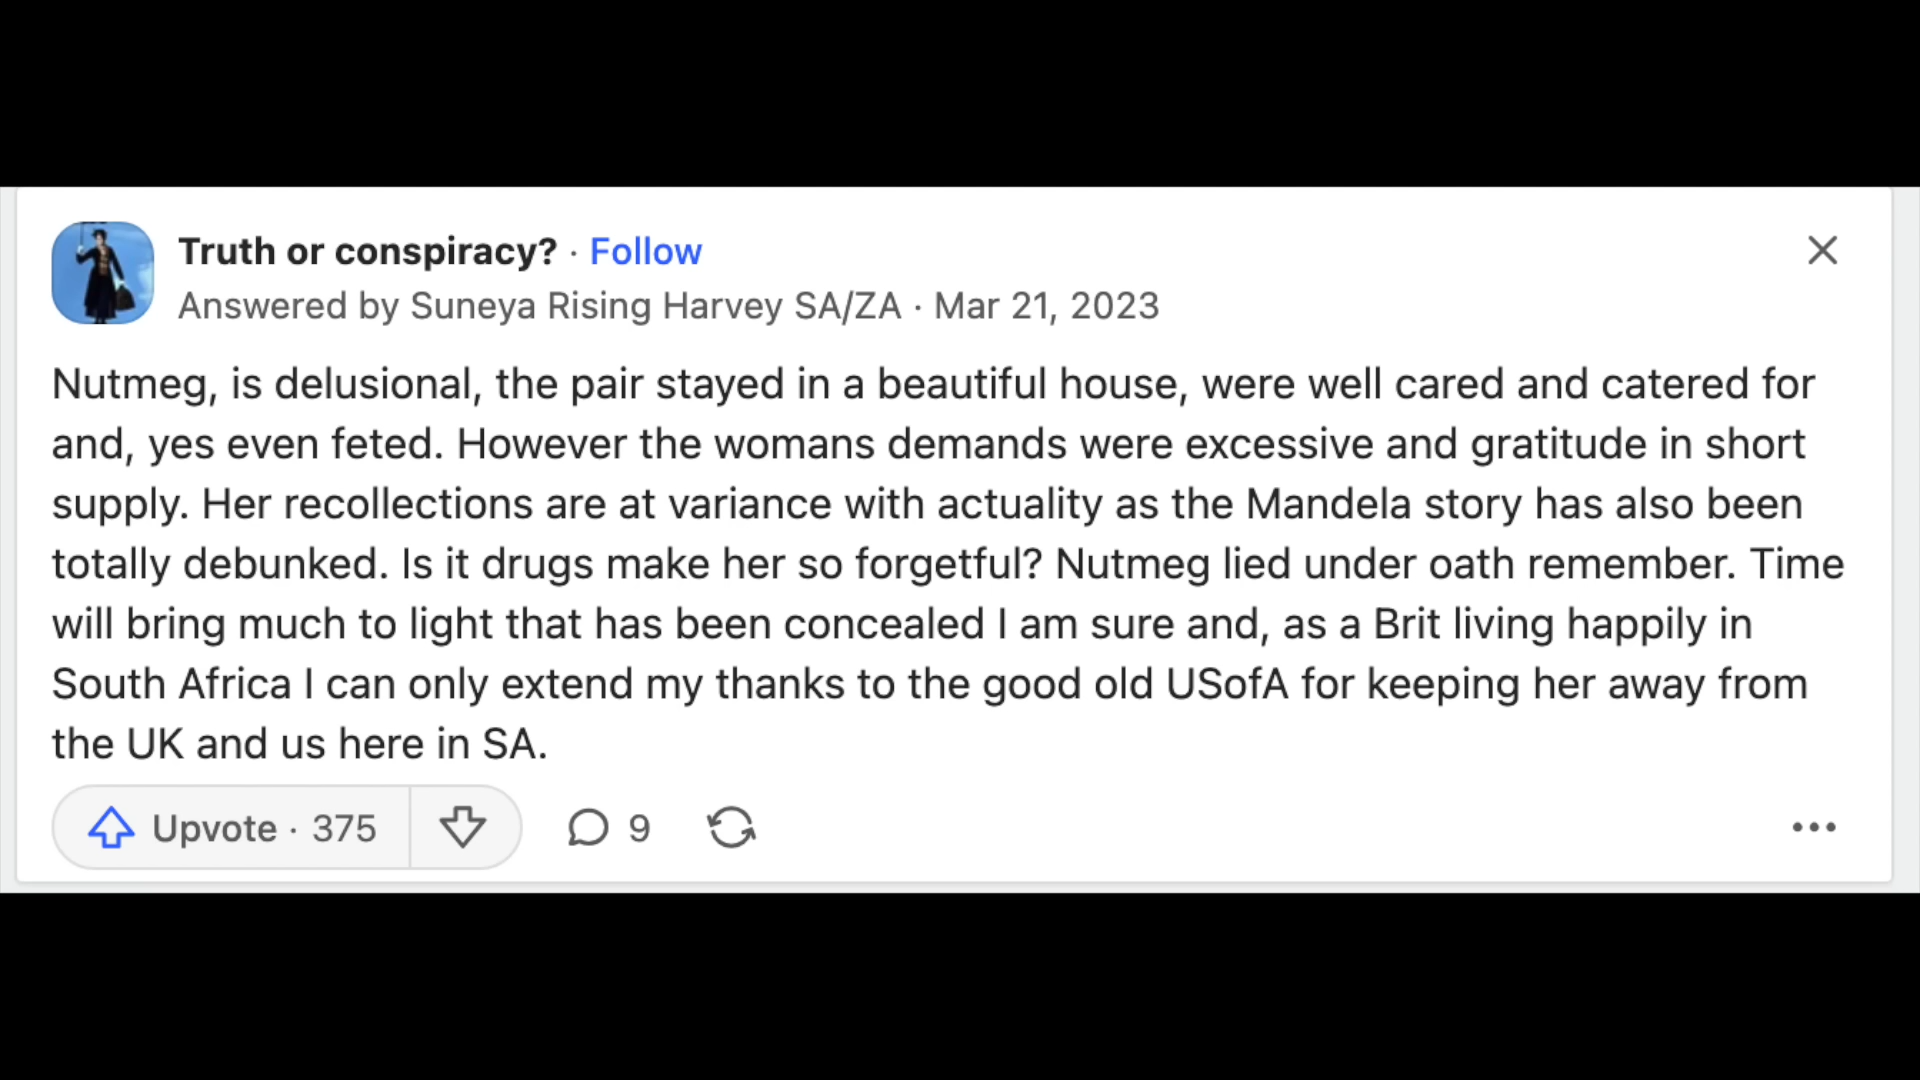 Truth or conspiracy? · Follow
Answered by Suneya Rising Harvey SA/ZA · Mar 21, 2023
Nutmeg, is delusional, the pair stayed in a beautiful house, were well cared and catered for
and, yes even feted. However the womans demands were excessive and gratitude in short
supply. Her recollections are at variance with actuality as the Mandela story has also been
totally debunked. Is it drugs make her so forgetful? Nutmeg lied under oath remember. Time
will bring much to light that has been concealed I am sure and, as a Brit living happily in
South Africa I can only extend my thanks to the good old USofA for keeping her away from
the UK and us here in SA.
Upvote · 375 9